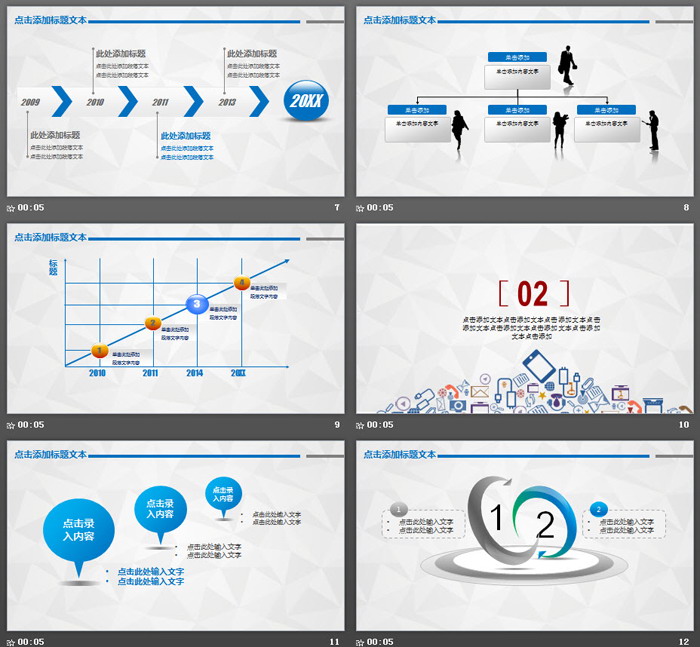 点击添加标题文本
此处添加标题
点击此处添加段落文本
点击此处添加段落文本
此处添加标题
点击此处添加段落文本
点击此处添加段落文本
2009
2010
2011
2013
20XX
此处添加标题
点击此处添加段落文本
点击此处添加段落文本
此处添加标题
点击此处添加段落文本
点击此处添加段落文本
00:05
7
点击添加标题文本
单击添加
单击添加内容文字
单击添加
单击添加内容文字
单击添加
单击添加内容文字
单击添加
单击添加内容文字
00:05
8
点击添加标题文本
标题
4
单击此处添加
段落文字内容
3
单击此处添加
段落文字内容
2
单击此处添加
段落文字内容
1
单击此处添加
段落文字内容
2010
2011
2014
20XX
00:05
9
[ 02 ]
点击添加文本点击添加文本点击添加文本点击
添加文本点击添加文本点击添加文本点击添加
文本点击添加
00:05
10
点击添加标题文本
点击录
入内容
点击录
入内容
点击录
入内容
• 点击此处输入文字
• 点击此处输入文字
• 点击此处输入文字
• 点击此处输入文字
• 点击此处输入文字
• 点击此处输入文字
00:05
11
点击添加标题文本
1
• 点击此处输入文字
• 点击此处输入文字
1
2
2
• 点击此处输入文字
• 点击此处输入文字
00:05
12